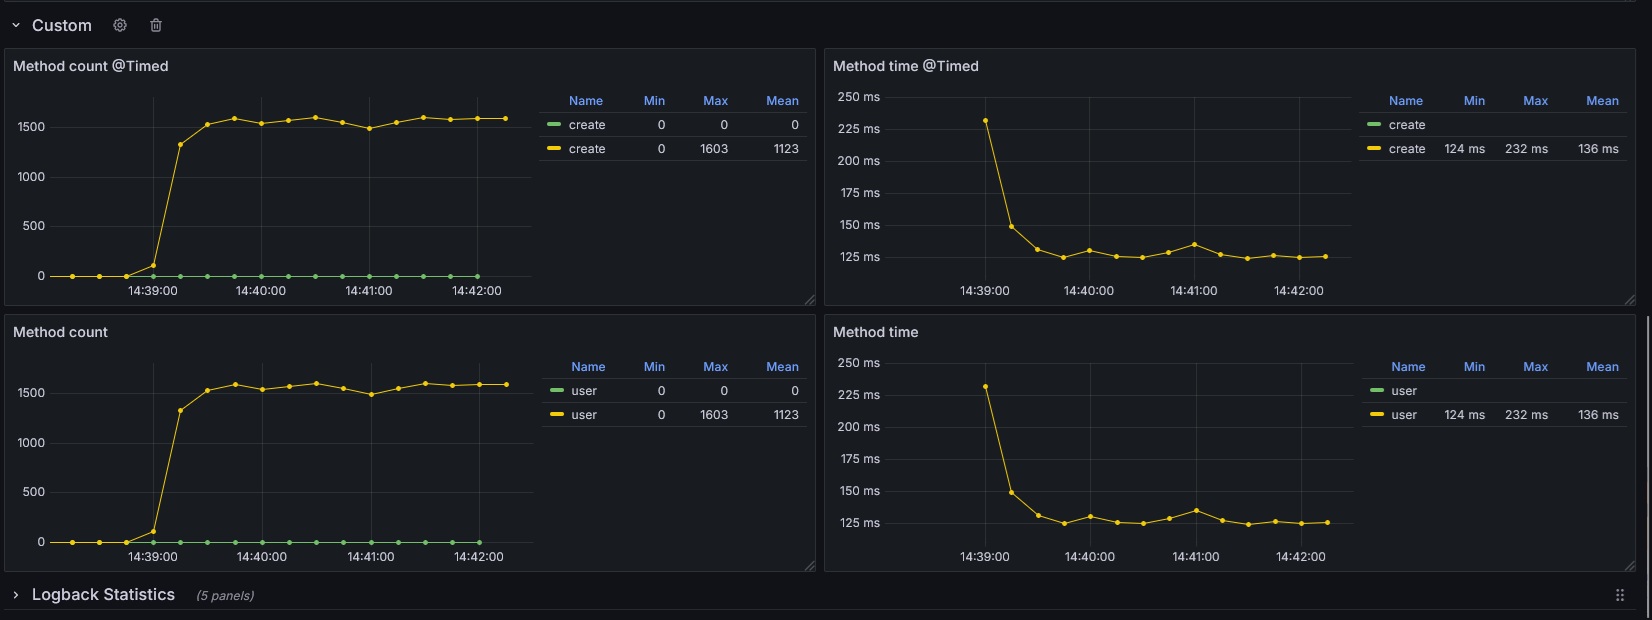 Custom
Method count @Timed
1500
1000
500
0
14:39:00 14:40:00 14:41:00 14:42:00
Name Min Max Mean
create 0 0 0
create 0 1603 1123
Method time @Timed
250 ms
225 ms
200 ms
175 ms
150 ms
125 ms
14:39:00 14:40:00 14:41:00 14:42:00
Name Min Max Mean
create
create 124 ms 232 ms 136 ms
Method count
1500
1000
500
0
14:39:00 14:40:00 14:41:00 14:42:00
Name Min Max Mean
user 0 0 0
user 0 1603 1123
Method time
250 ms
225 ms
200 ms
175 ms
150 ms
125 ms
14:39:00 14:40:00 14:41:00 14:42:00
Name Min Max Mean
user
user 124 ms 232 ms 136 ms
Logback Statistics (5 panels)